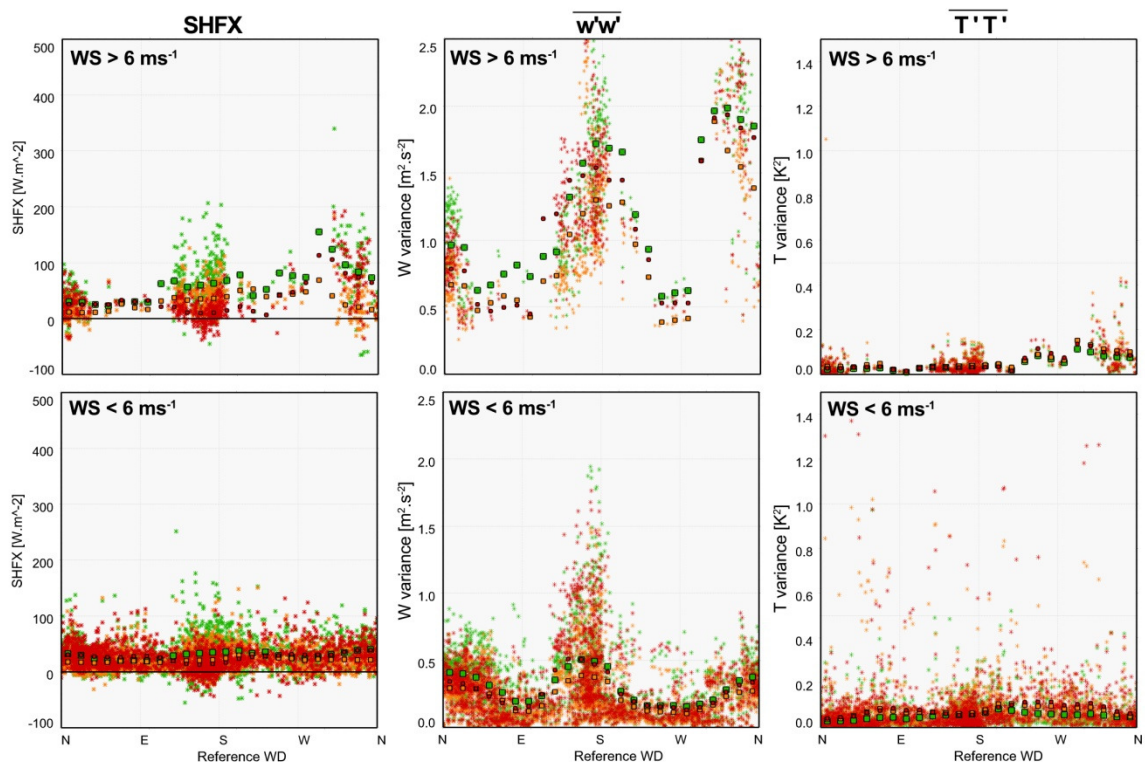 SHFX
w'w'
T'T'
WS > 6 ms-1
500
400
300
200
100
0
-100
SHFX [W.m^-2]
WS > 6 ms-1
2.5
2.0
1.5
1.0
0.5
0.0
W variance [m2.s-2]
WS > 6 ms-1
1.4
1.2
1.0
0.8
0.6
0.4
0.2
0.0
T variance [K2]
WS < 6 ms-1
500
400
300
200
100
0
-100
SHFX [W.m^-2]
N E S W N
Reference WD
WS < 6 ms-1
2.5
2.0
1.5
1.0
0.5
0.0
W variance [m2.s-2]
N E S W N
Reference WD
WS < 6 ms-1
1.4
1.2
1.0
0.8
0.6
0.4
0.2
0.0
T variance [K2]
N E S W N
Reference WD